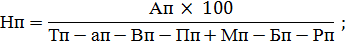 Нп = Ап × 100 / (Тп – ап – Вп – Пп + Мп – Бп – Рп) ;